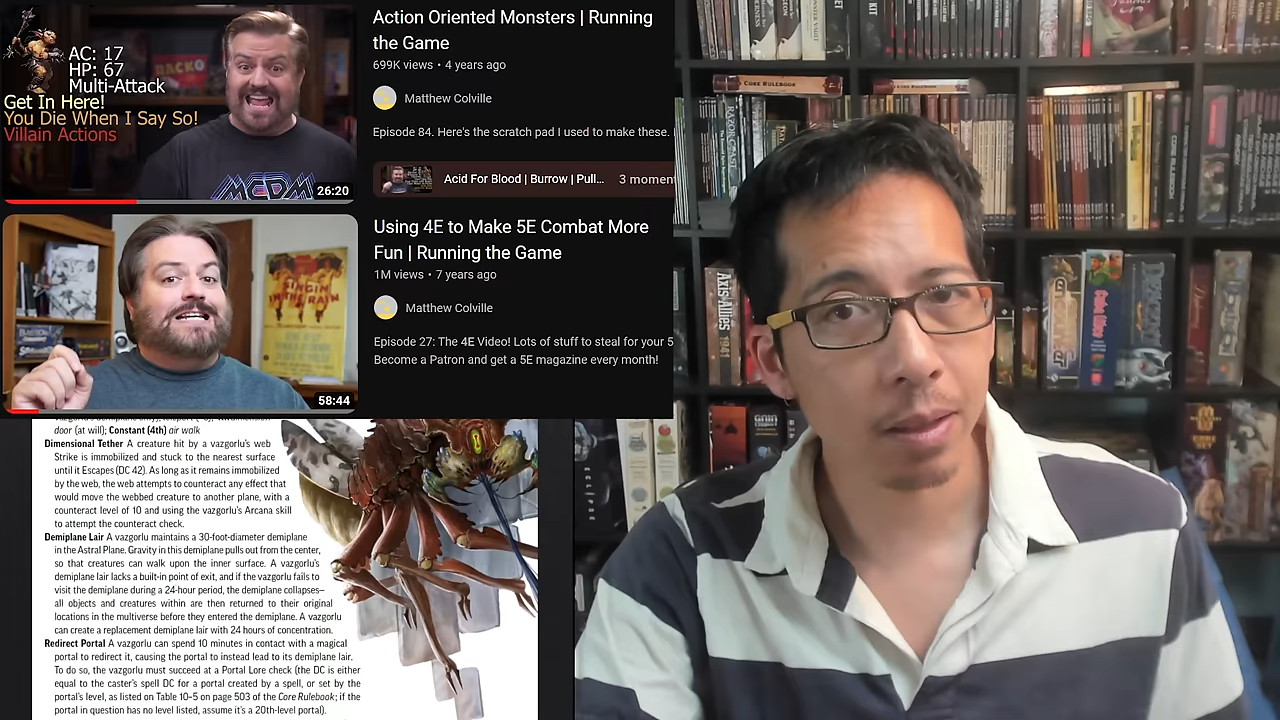 AC: 17
HP: 67
Multi-Attack
Get In Here!
You Die When I Say So!
Villain Actions
BACKO
MCDM
26:20
Action Oriented Monsters | Running
the Game
699K views • 4 years ago
Matthew Colville
Episode 84. Here's the scratch pad I used to make these.
Acid For Blood | Burrow | Pull...
3 moment
SINGIN'
IN THE RAIN
58:44
Using 4E to Make 5E Combat More
Fun | Running the Game
1M views • 7 years ago
Matthew Colville
Episode 27: The 4E Video! Lots of stuff to steal for your 5
Become a Patron and get a 5E magazine every month!
door (at will); Constant (4th) air walk
Dimensional Tether A creature hit by a vazgorlu's web
Strike is immobilized and stuck to the nearest surface
until it Escapes (DC 42). As long as it remains immobilized
by the web, the web attempts to counteract any effect that
would move the webbed creature to another plane, with a
counteract level of 10 and using the vazgorlu's Arcana skill
to attempt the counteract check.
Demiplane Lair A vazgorlu maintains a 30-foot-diameter demiplane
in the Astral Plane. Gravity in this demiplane pulls out from the center,
so that creatures can walk upon the inner surface. A vazgorlu's
demiplane lair lacks a built-in point of exit, and if the vazgorlu fails to
visit the demiplane during a 24-hour period, the demiplane collapses—
all objects and creatures within are then returned to their original
locations in the multiverse before they entered the demiplane. A vazgorlu
can create a replacement demiplane lair with 24 hours of concentration.
Redirect Portal A vazgorlu can spend 10 minutes in contact with a magical
portal to redirect it, causing the portal to instead lead to its demiplane lair.
To do so, the vazgorlu must succeed at a Portal Lore check (the DC is either
equal to the caster's spell DC for a portal created by a spell, or set by the
portal's level, as listed on Table 10–5 on page 503 of the Core Rulebook; if the
portal in question has no level listed, assume it's a 20th-level portal).
CORE RULEBOOK
Axis & Allies
1941